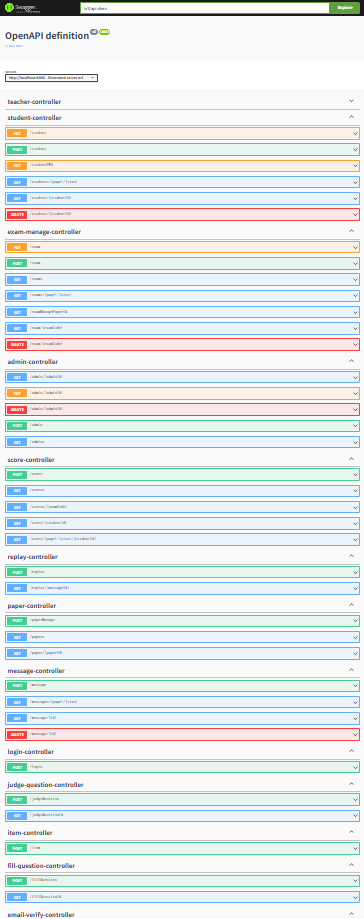 Swagger
/v3/api-docs
Explore
OpenAPI definition
/v3/api-docs
Servers
http://localhost:8080 - Generated server url
teacher-controller
student-controller
PUT /student
POST /student
PUT /studentPWD
GET /students/{page}/{size}
GET /student/{studentId}
DELETE /student/{studentId}
exam-manage-controller
PUT /exam
POST /exam
GET /exams
GET /exams/{page}/{size}
GET /examManagePaperId
GET /exam/{examCode}
DELETE /exam/{examCode}
admin-controller
GET /admin/{adminId}
PUT /admin/{adminId}
DELETE /admin/{adminId}
POST /admin
GET /admins
score-controller
POST /score
GET /scores
GET /scores/{examCode}
GET /score/{studentId}
GET /score/{page}/{size}/{studentId}
replay-controller
POST /replay
GET /replay/{messageId}
paper-controller
POST /paperManage
GET /papers
GET /paper/{paperId}
message-controller
POST /message
GET /messages/{page}/{size}
GET /message/{id}
DELETE /message/{id}
login-controller
POST /login
judge-question-controller
POST /judgeQuestion
GET /judgeQuestionId
item-controller
POST /item
fill-question-controller
POST /fillQuestion
GET /fillQuestionId
email-verify-controller